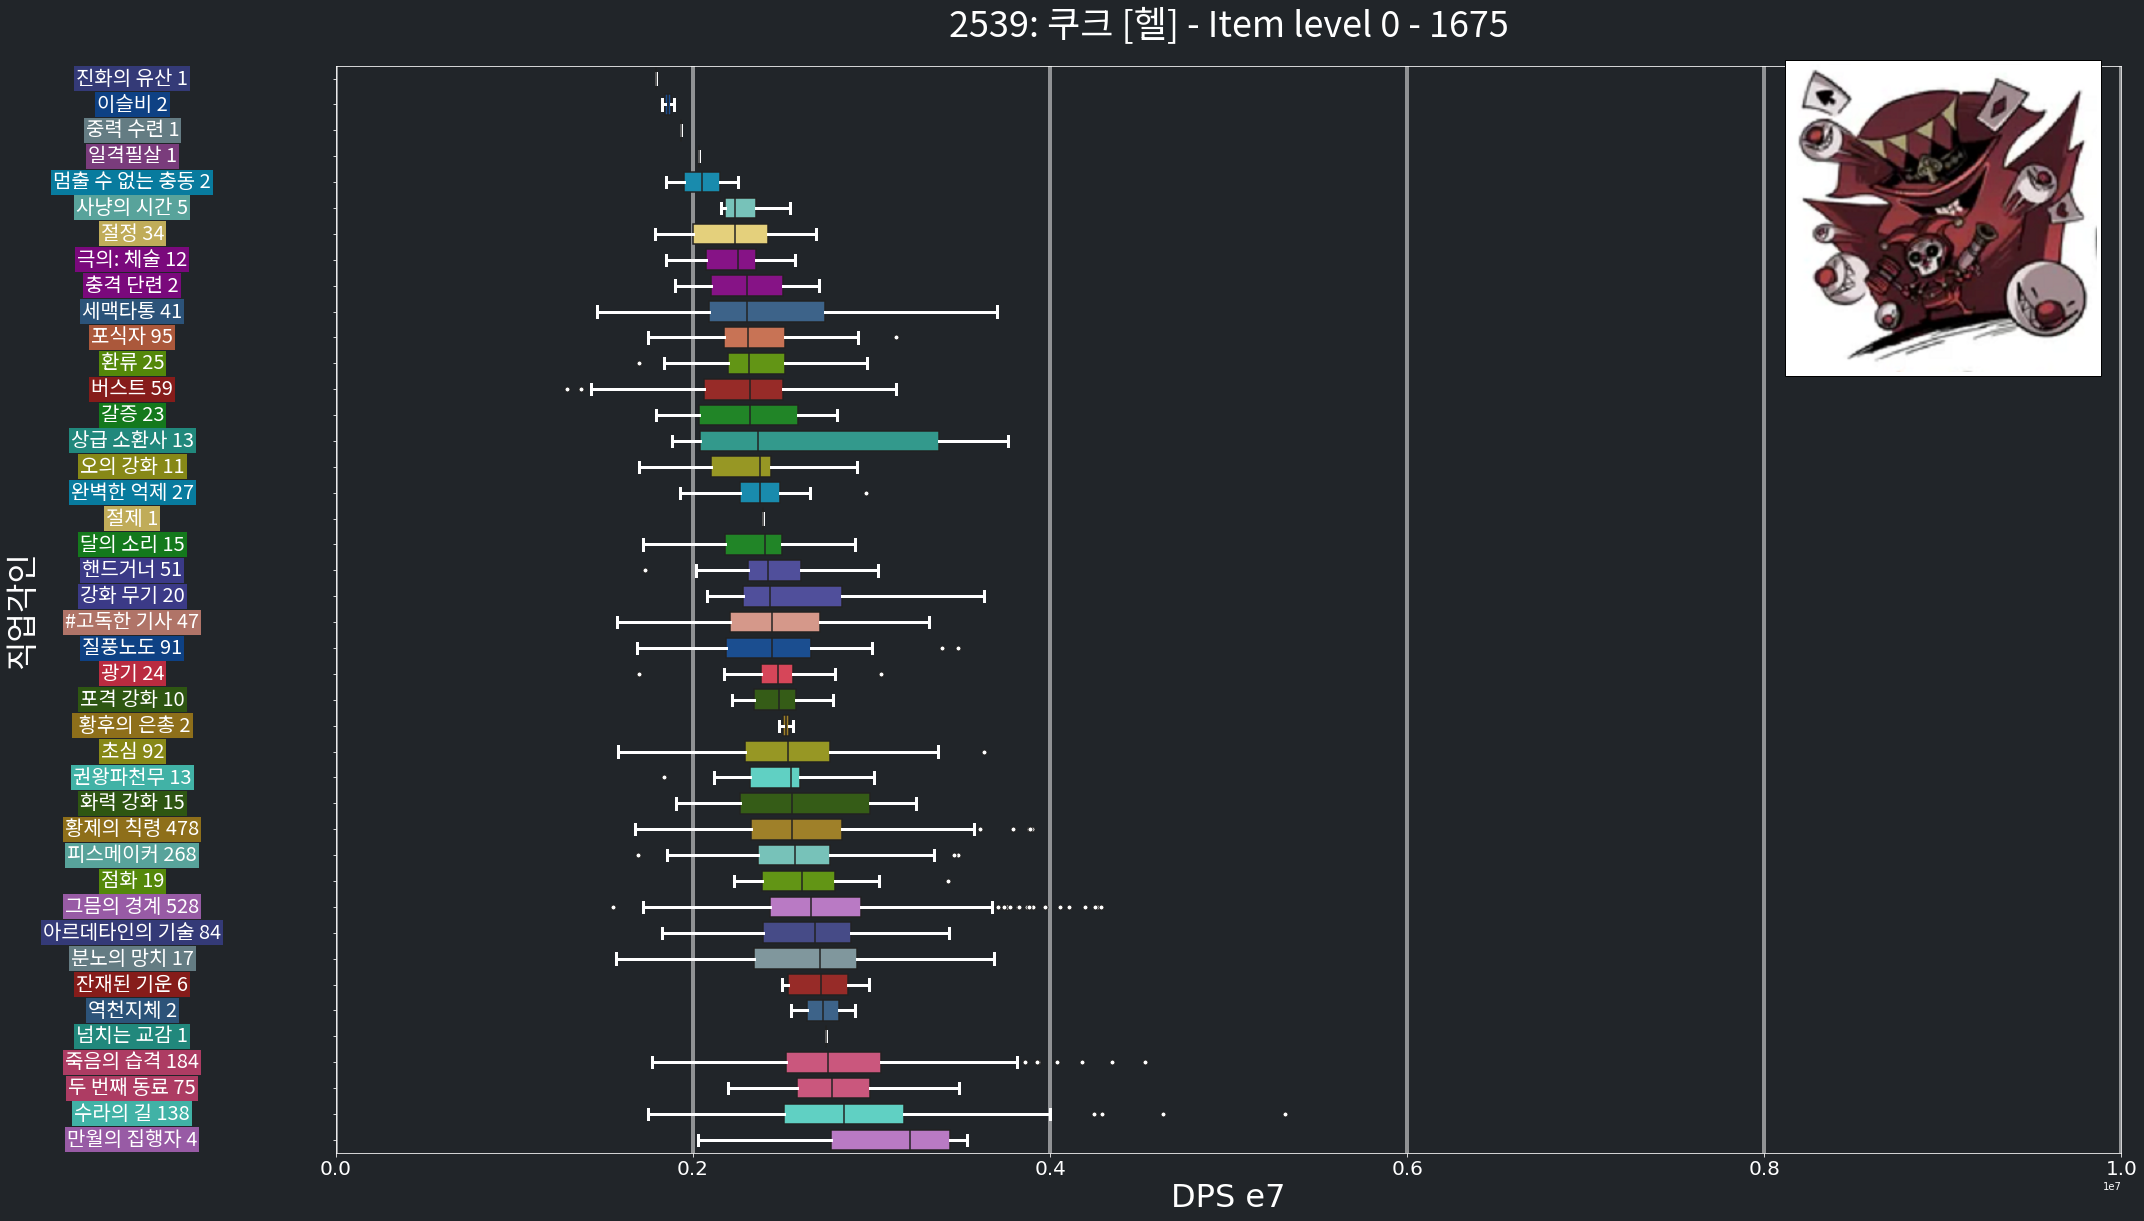 2539: 쿠크 [헬] - Item level 0 - 1675
진화의 유산 1
이슬비 2
중력 수련 1
일격필살 1
멈출 수 없는 충동 2
사냥의 시간 5
절정 34
극의: 체술 12
충격 단련 2
세맥타통 41
포식자 95
환류 25
버스트 59
갈증 23
상급 소환사 13
오의 강화 11
완벽한 억제 27
절제 1
달의 소리 15
핸드거너 51
강화 무기 20
#고독한 기사 47
질풍노도 91
광기 24
포격 강화 10
황후의 은총 2
초심 92
권왕파천무 13
화력 강화 15
황제의 칙령 478
피스메이커 268
점화 19
그믐의 경계 528
아르데타인의 기술 84
분노의 망치 17
잔재된 기운 6
역천지체 2
넘치는 교감 1
죽음의 습격 184
두 번째 동료 75
수라의 길 138
만월의 집행자 4
직업각인
0.0 0.2 0.4 0.6 0.8 1.0
1e7
DPS e7